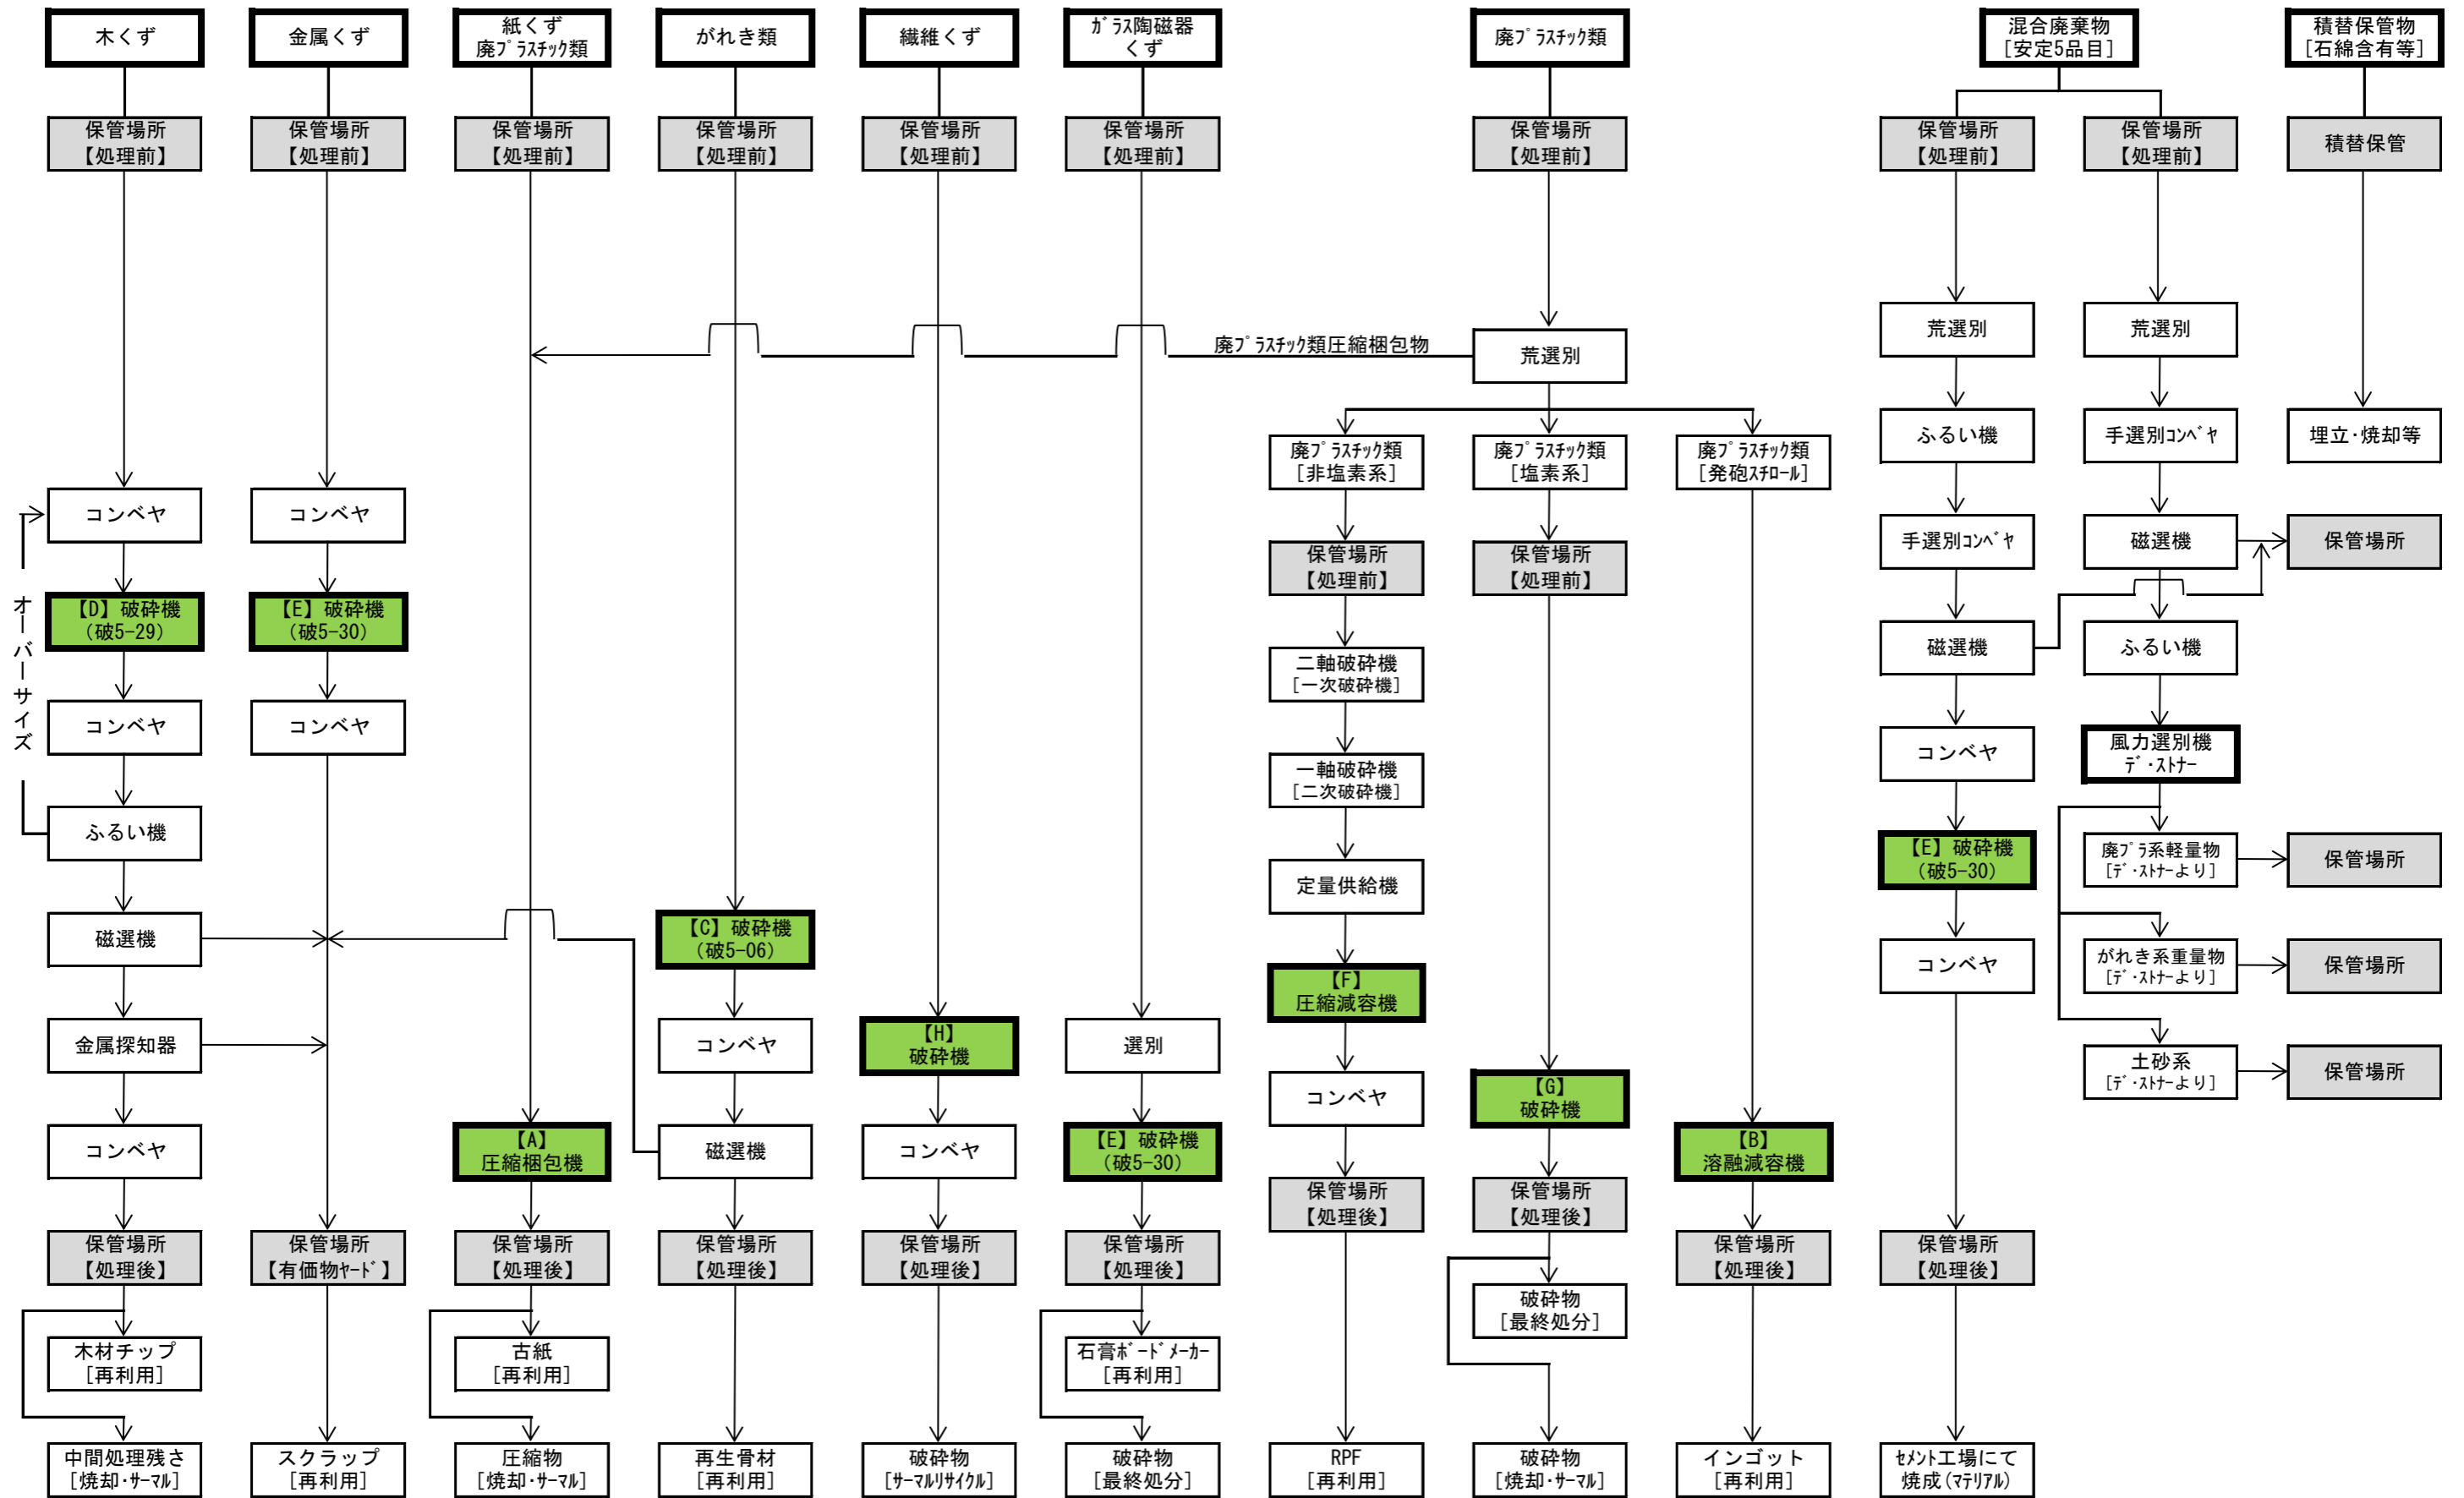 木くず
金属くず
紙くず
廃ﾌﾟﾗｽﾁｯｸ類
がれき類
繊維くず
ｶﾞﾗｽ陶磁器
くず
廃ﾌﾟﾗｽﾁｯｸ類
混合廃棄物
[安定5品目]
積替保管物
[石綿含有等]
保管場所
【処理前】
保管場所
【処理前】
保管場所
【処理前】
保管場所
【処理前】
保管場所
【処理前】
保管場所
【処理前】
保管場所
【処理前】
保管場所
【処理前】
保管場所
【処理前】
積替保管
廃ﾌﾟﾗｽﾁｯｸ類圧縮梱包物
荒選別
荒選別
荒選別
廃ﾌﾟﾗｽﾁｯｸ類
[非塩素系]
廃ﾌﾟﾗｽﾁｯｸ類
[塩素系]
廃ﾌﾟﾗｽﾁｯｸ類
[発砲ｽﾁﾛｰﾙ]
ふるい機
手選別ｺﾝﾍﾞﾔ
埋立･焼却等
コンベヤ
コンベヤ
保管場所
【処理前】
保管場所
【処理前】
手選別ｺﾝﾍﾞﾔ
磁選機
保管場所
オーバーサイズ
【D】破砕機
（破5-29）
【E】破砕機
（破5-30）
二軸破砕機
[一次破砕機]
磁選機
ふるい機
コンベヤ
コンベヤ
一軸破砕機
[二次破砕機]
コンベヤ
風力選別機
ﾃﾞ･ｽﾄﾅー
ふるい機
定量供給機
【E】破砕機
（破5-30）
廃ﾌﾟﾗ系軽量物
[ﾃﾞ･ｽﾄﾅｰより]
保管場所
磁選機
【C】破砕機
（破5-06）
【F】
圧縮減容機
コンベヤ
がれき系重量物
[ﾃﾞ･ｽﾄﾅｰより]
保管場所
金属探知器
コンベヤ
【H】
破砕機
選別
コンベヤ
【G】
破砕機
土砂系
[ﾃﾞ･ｽﾄﾅｰより]
保管場所
コンベヤ
【A】
圧縮梱包機
磁選機
コンベヤ
【E】破砕機
（破5-30）
【B】
溶融減容機
保管場所
【処理後】
保管場所
【処理後】
保管場所
【処理後】
保管場所
【有価物ﾔｰﾄﾞ】
保管場所
【処理後】
保管場所
【処理後】
保管場所
【処理後】
保管場所
【処理後】
保管場所
【処理後】
保管場所
【処理後】
木材チップ
[再利用]
古紙
[再利用]
石膏ﾎﾞｰﾄﾞﾒｰｶｰ
[再利用]
破砕物
[最終処分]
中間処理残さ
[焼却･ｻｰﾏﾙ]
スクラップ
[再利用]
圧縮物
[焼却･ｻｰﾏﾙ]
再生骨材
[再利用]
破砕物
[ｻｰﾏﾙﾘｻｲｸﾙ]
破砕物
[最終処分]
RPF
[再利用]
破砕物
[焼却･ｻｰﾏﾙ]
インゴット
[再利用]
ｾﾒﾝﾄ工場にて
焼成(ﾏﾃﾘｱﾙ)